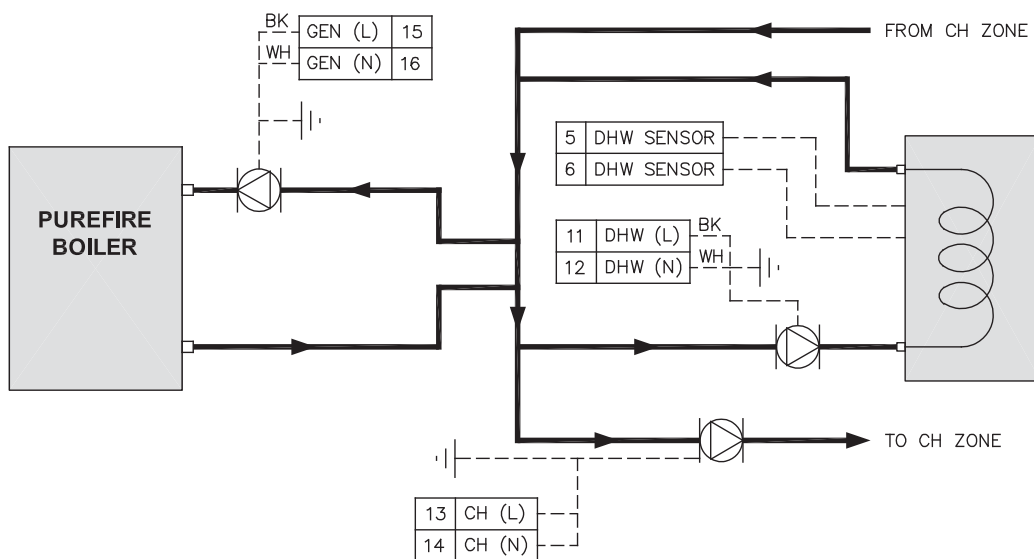 BK
GEN (L) 15
WH
GEN (N) 16
FROM CH ZONE
5 DHW SENSOR
6 DHW SENSOR
PUREFIRE
BOILER
BK
11 DHW (L)
WH
12 DHW (N)
TO CH ZONE
13 CH (L)
14 CH (N)